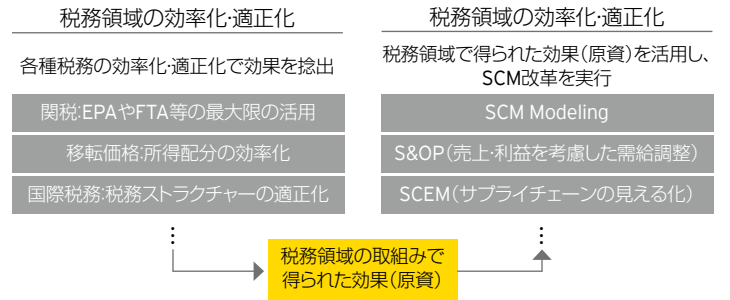 税務領域の効率化・適正化
各種税務の効率化・適正化で効果を捻出
関税:EPAやFTA等の最大限の活用
移転価格:所得配分の効率化
国際税務:税務ストラクチャーの適正化
税務領域の効率化・適正化
税務領域で得られた効果(原資)を活用し、
SCM改革を実行
SCM Modeling
S&OP(売上・利益を考慮した需給調整)
SCEM(サプライチェーンの見える化)
税務領域の取組みで
得られた効果(原資)